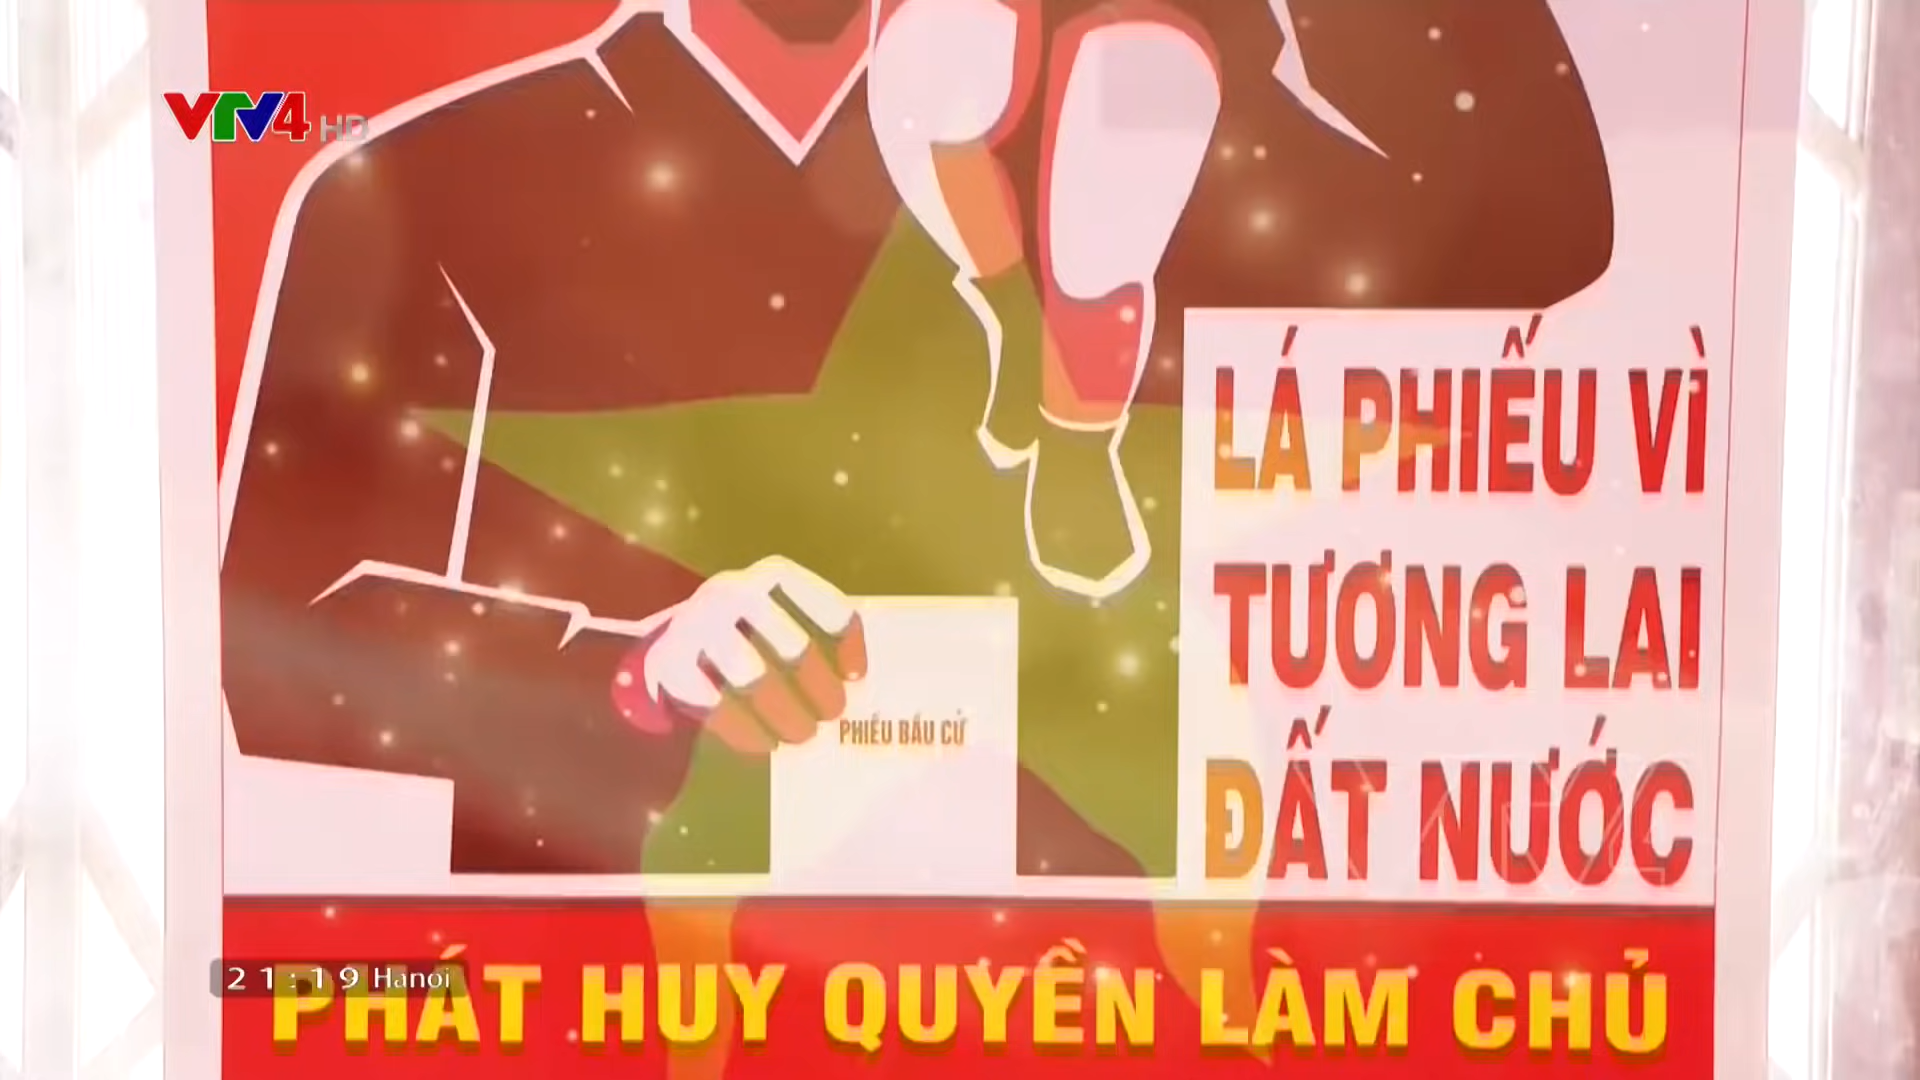 VTV4 HD
LÁ PHIẾU VÌ
TƯƠNG LAI
ĐẤT NƯỚC
PHIẾU BẦU CỬ
21:19 Hanoi
PHÁT HUY QUYỀN LÀM CHỦ